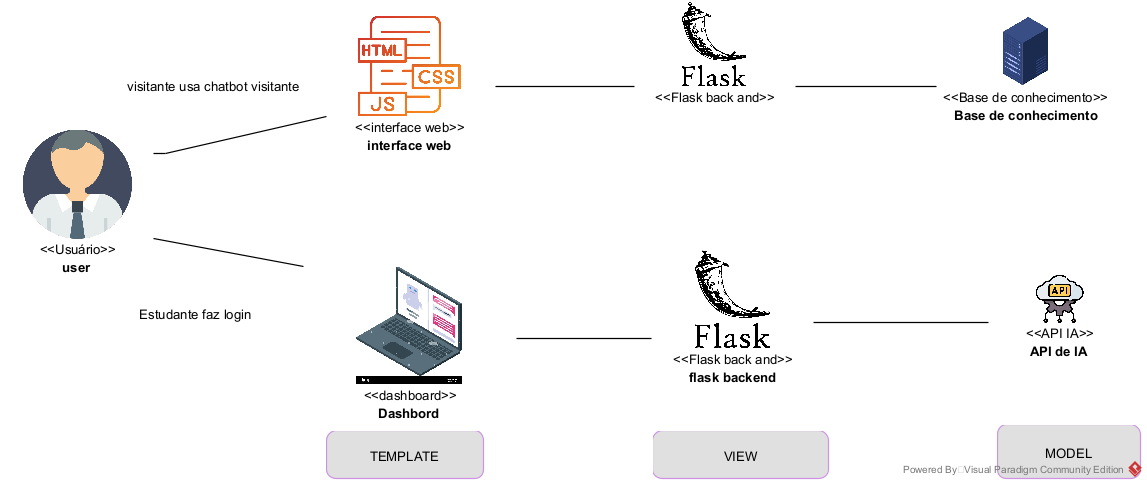 visitante usa chatbot visitante
HTML
CSS
JS
<<interface web>>
interface web
Flask
<<Flask back and>>
<<Base de conhecimento>>
Base de conhecimento
<<Usuário>>
user
Estudante faz login
<<dashboard>>
Dashbord
Flask
<<Flask back and>>
flask backend
API
<<API IA>>
API de IA
TEMPLATE
VIEW
MODEL
Powered By Visual Paradigm Community Edition